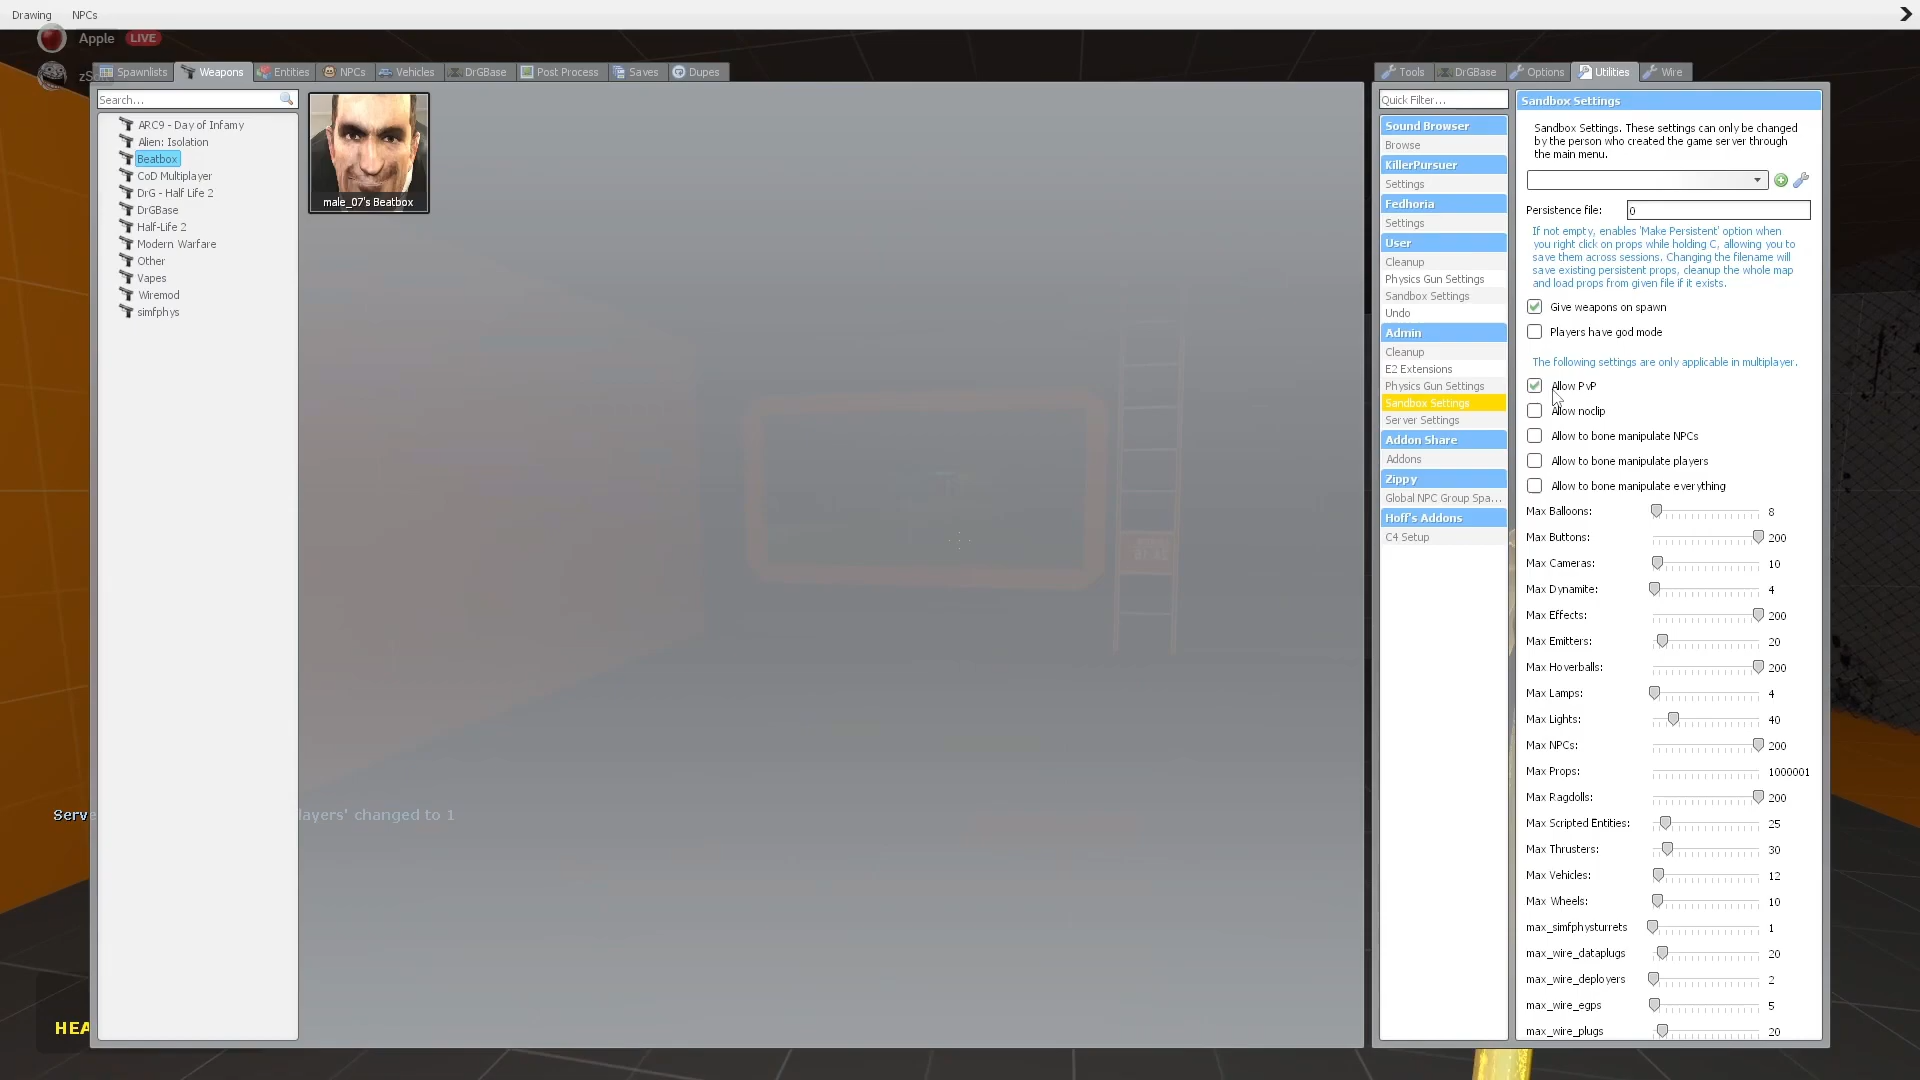 Drawing NPCs
Apple LIVE
Spawnlists Weapons Entities NPCs Vehicles DrGBase Post Process Saves Dupes
Search...
ARC9 - Day of Infamy
Alien: Isolation
Beatbox
CoD Multiplayer
DrG - Half Life 2
DrGBase
Half-Life 2
Modern Warfare
Other
Vapes
Wiremod
simfphys
male_07's Beatbox
Serve
layers' changed to 1
HEA
Tools DrGBase Options Utilities Wire
Quick Filter...
Sound Browser
Browse
KillerPursuer
Settings
Fedhoria
Settings
User
Cleanup
Physics Gun Settings
Sandbox Settings
Undo
Admin
Cleanup
E2 Extensions
Physics Gun Settings
Sandbox Settings
Server Settings
Addon Share
Addons
Zippy
Global NPC Group Spa...
Hoff's Addons
C4 Setup
Sandbox Settings
Sandbox Settings. These settings can only be changed
by the person who created the game server through
the main menu.
Persistence file: 0
If not empty, enables 'Make Persistent' option when
you right click on props while holding C, allowing you to
save them across sessions. Changing the filename will
save existing persistent props, cleanup the whole map
and load props from given file if it exists.
Give weapons on spawn
Players have god mode
The following settings are only applicable in multiplayer.
Allow PvP
Allow noclip
Allow to bone manipulate NPCs
Allow to bone manipulate players
Allow to bone manipulate everything
Max Balloons: 8
Max Buttons: 200
Max Cameras: 10
Max Dynamite: 4
Max Effects: 200
Max Emitters: 20
Max Hoverballs: 200
Max Lamps: 4
Max Lights: 40
Max NPCs: 200
Max Props: 1000001
Max Ragdolls: 200
Max Scripted Entities: 25
Max Thrusters: 30
Max Vehicles: 12
Max Wheels: 10
max_simfphysturrets 1
max_wire_dataplugs 20
max_wire_deployers 2
max_wire_egps 5
max_wire_plugs 20